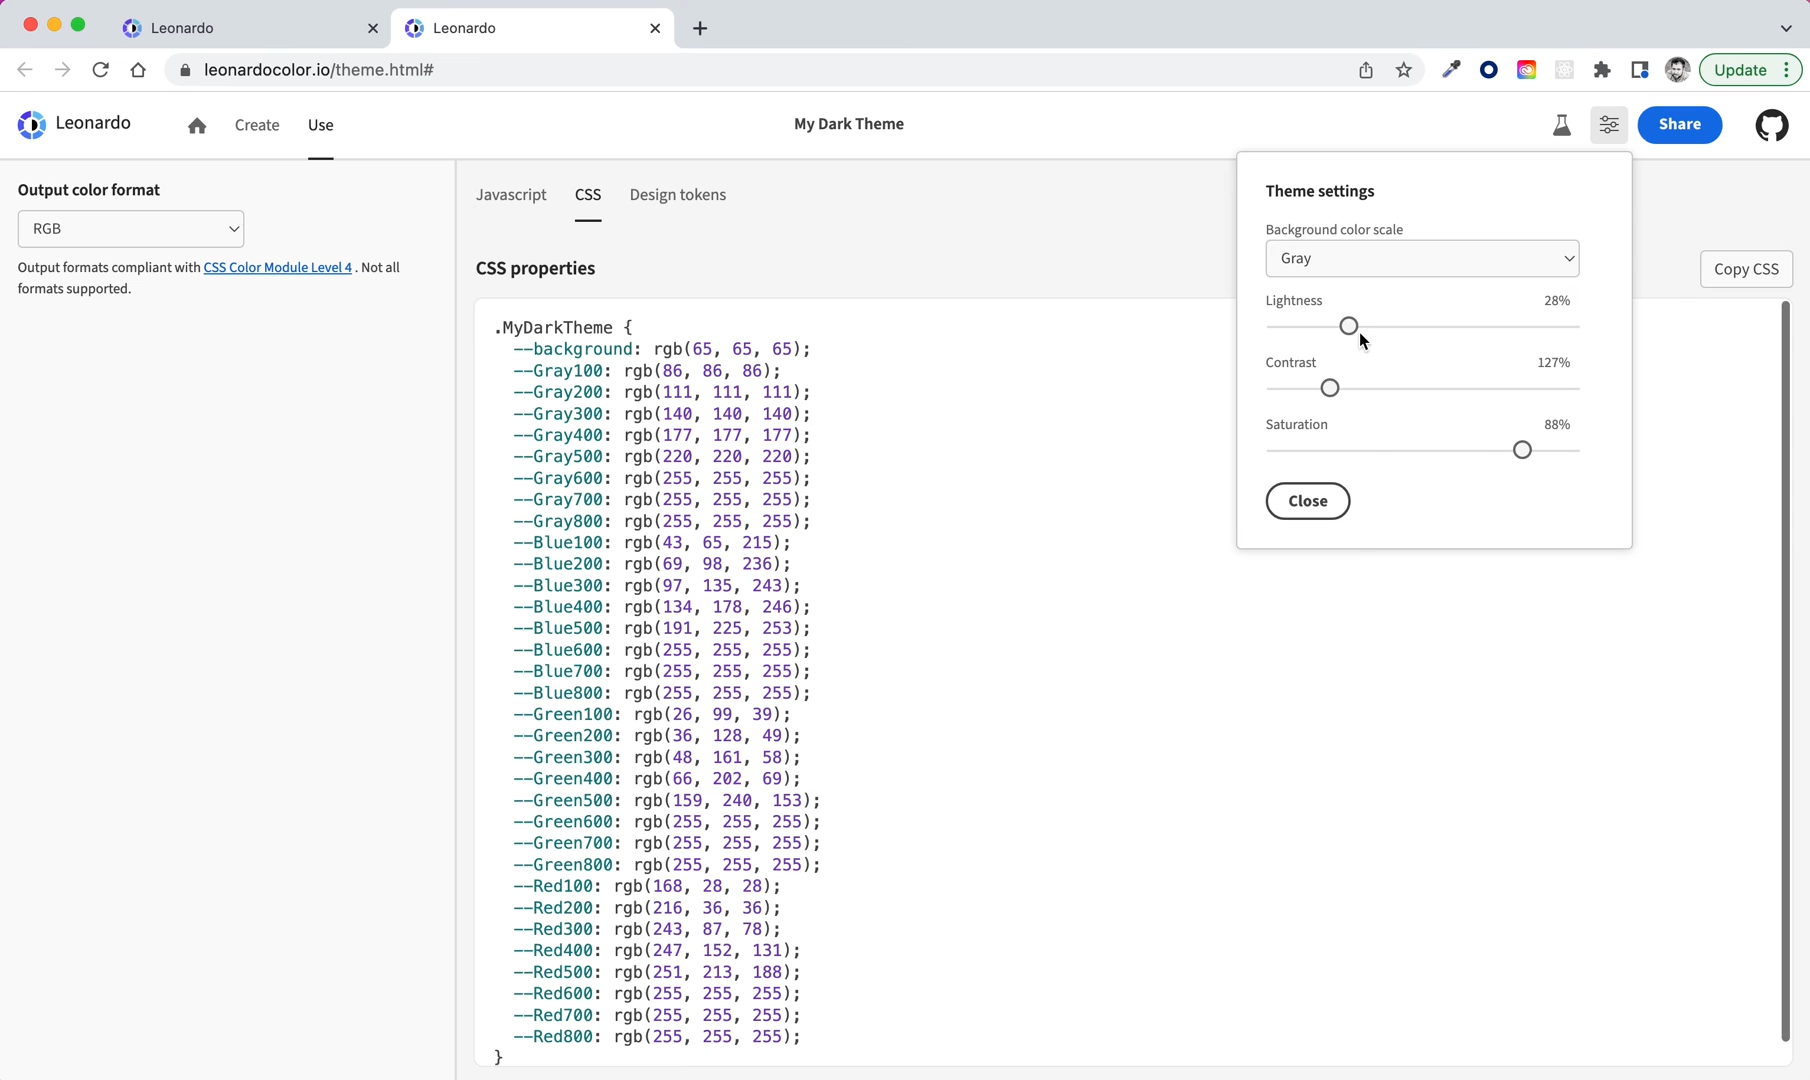 Leonardo
Leonardo
leonardocolor.io/theme.html#
Update
Leonardo
Create
Use
My Dark Theme
Share
Output color format
RGB
Output formats compliant with CSS Color Module Level 4 . Not all
formats supported.
Javascript
CSS
Design tokens
CSS properties
Copy CSS
.MyDarkTheme {
--background: rgb(65, 65, 65);
--Gray100: rgb(86, 86, 86);
--Gray200: rgb(111, 111, 111);
--Gray300: rgb(140, 140, 140);
--Gray400: rgb(177, 177, 177);
--Gray500: rgb(220, 220, 220);
--Gray600: rgb(255, 255, 255);
--Gray700: rgb(255, 255, 255);
--Gray800: rgb(255, 255, 255);
--Blue100: rgb(43, 65, 215);
--Blue200: rgb(69, 98, 236);
--Blue300: rgb(97, 135, 243);
--Blue400: rgb(134, 178, 246);
--Blue500: rgb(191, 225, 253);
--Blue600: rgb(255, 255, 255);
--Blue700: rgb(255, 255, 255);
--Blue800: rgb(255, 255, 255);
--Green100: rgb(26, 99, 39);
--Green200: rgb(36, 128, 49);
--Green300: rgb(48, 161, 58);
--Green400: rgb(66, 202, 69);
--Green500: rgb(159, 240, 153);
--Green600: rgb(255, 255, 255);
--Green700: rgb(255, 255, 255);
--Green800: rgb(255, 255, 255);
--Red100: rgb(168, 28, 28);
--Red200: rgb(216, 36, 36);
--Red300: rgb(243, 87, 78);
--Red400: rgb(247, 152, 131);
--Red500: rgb(251, 213, 188);
--Red600: rgb(255, 255, 255);
--Red700: rgb(255, 255, 255);
--Red800: rgb(255, 255, 255);
}
Theme settings
Background color scale
Gray
Lightness 28%
Contrast 127%
Saturation 88%
Close